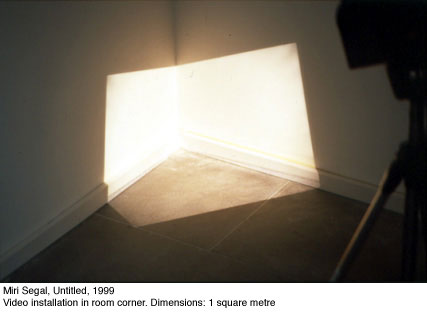 Miri Segal, Untitled, 1999
Video installation in room corner. Dimensions: 1 square metre